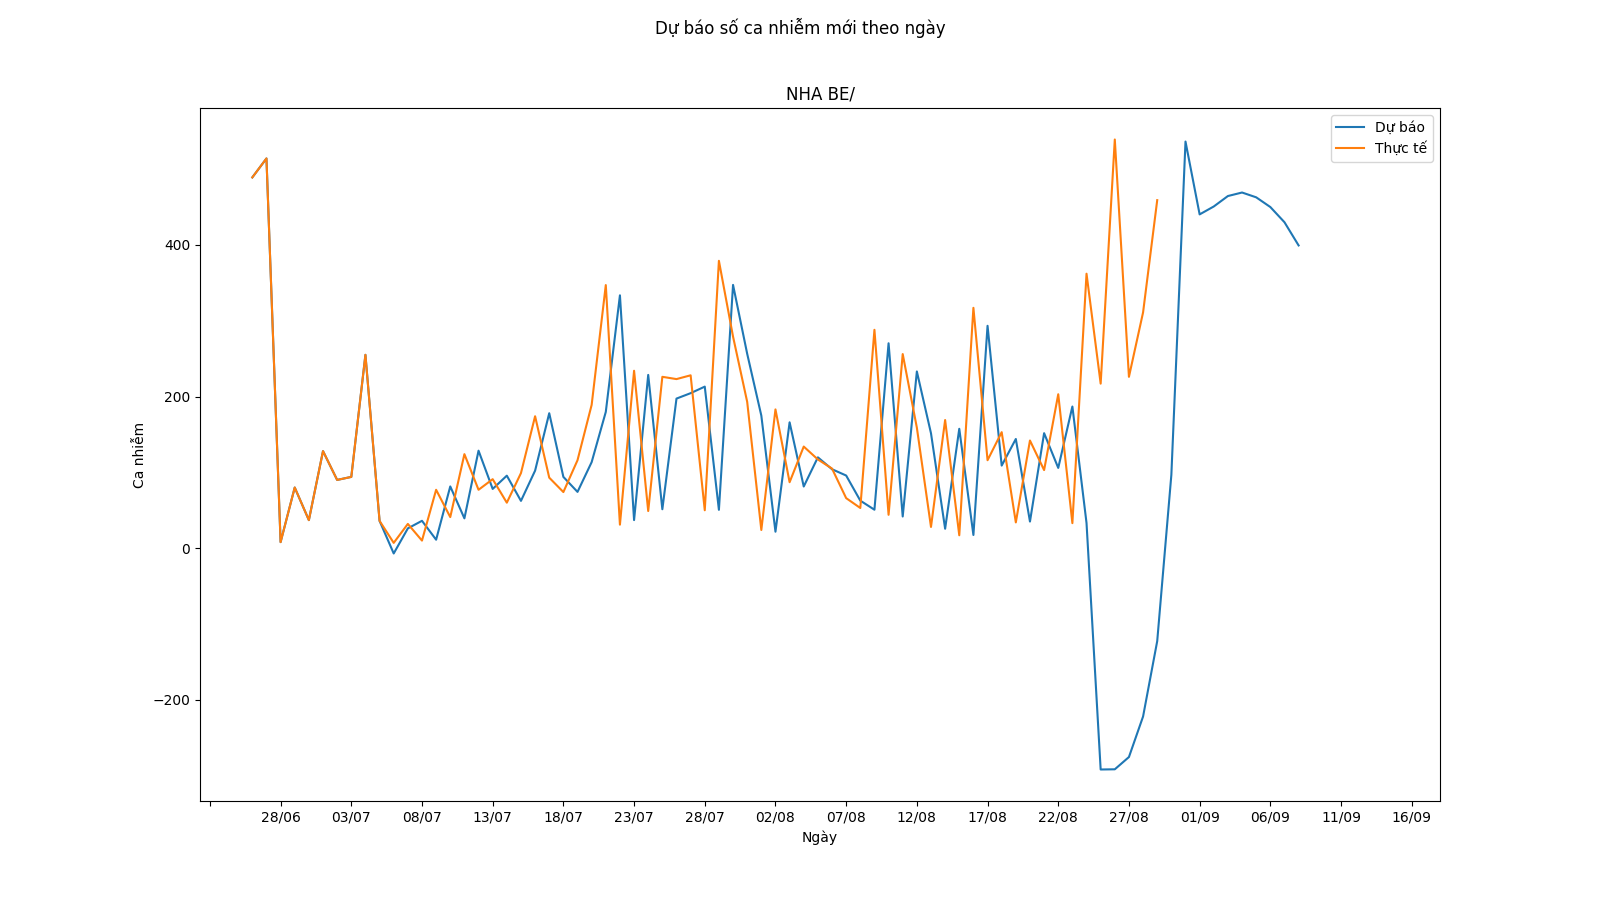 Dự báo số ca nhiễm mới theo ngày
NHA BE/
Dự báo
Thực tế
Ca nhiễm
400
200
0
−200
28/06 03/07 08/07 13/07 18/07 23/07 28/07 02/08 07/08 12/08 17/08 22/08 27/08 01/09 06/09 11/09 16/09
Ngày